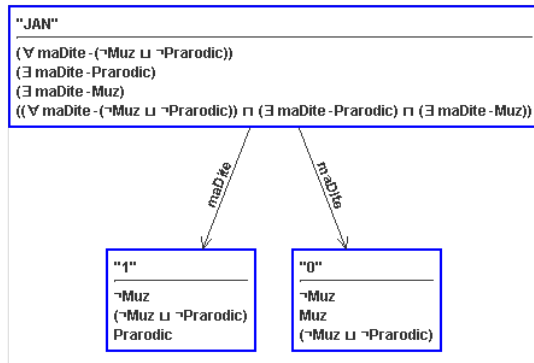 "JAN"
(∀ maDite-(¬Muz ⊔ ¬Prarodic))
(∃ maDite-Prarodic)
(∃ maDite-Muz)
((∀ maDite-(¬Muz ⊔ ¬Prarodic)) ⊓ (∃ maDite-Prarodic) ⊓ (∃ maDite-Muz))
maDite
maDite
"1"
¬Muz
(¬Muz ⊔ ¬Prarodic)
Prarodic
"0"
¬Muz
Muz
(¬Muz ⊔ ¬Prarodic)